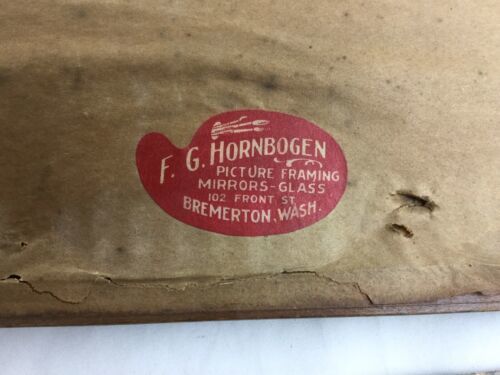 F. G. HORNBOGEN
PICTURE FRAMING
MIRRORS-GLASS
102 FRONT ST.
BREMERTON, WASH.